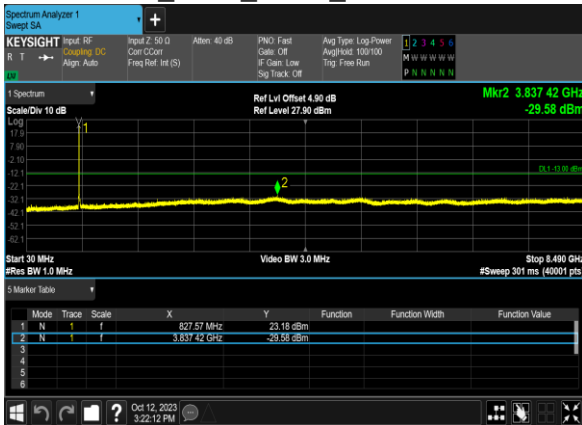 Spectrum Analyzer 1
Swept SA
+
KEYSIGHT Input: RF Input Z: 50 Ω Atten: 40 dB PNO: Fast Avg Type: Log-Power 1 2 3 4 5 6
R T Coupling: DC Corr CCorr Gate: Off Avg|Hold: 100/100 M W W W W W
Align: Auto Freq Ref: Int (S) IF Gain: Low Trig: Free Run
Sig Track: Off P N N N N N
1 Spectrum Ref Lvl Offset 4.90 dB Mkr2 3.837 42 GHz
Scale/Div 10 dB Ref Level 27.90 dBm -29.58 dBm
Log
17.9 1
7.90
-2.10
-12.1 DL1 -13.00 dBm
-22.1 2
-32.1
-42.1
-52.1
-62.1
Start 30 MHz Video BW 3.0 MHz Stop 8.490 GHz
#Res BW 1.0 MHz #Sweep 301 ms (40001 pts)
5 Marker Table
Mode Trace Scale X Y Function Function Width Function Value
1 N 1 f 827.57 MHz 23.18 dBm
2 N 1 f 3.837 42 GHz -29.58 dBm
3
4
5
6
? Oct 12, 2023
3:22:12 PM